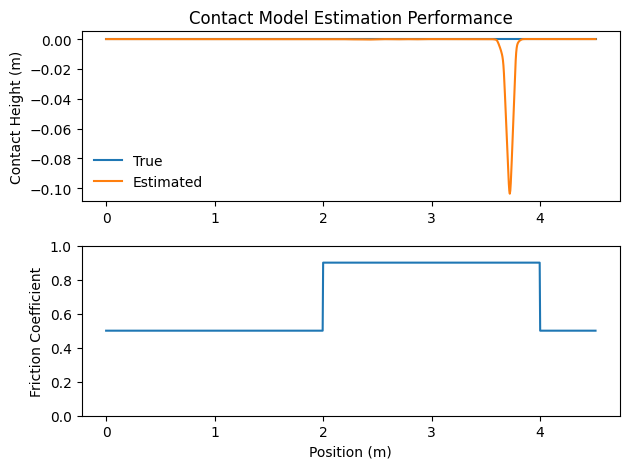 Contact Model Estimation Performance
Contact Height (m)
0.00
−0.02
−0.04
−0.06
−0.08
−0.10
True
Estimated
0 1 2 3 4
Friction Coefficient
1.0
0.8
0.6
0.4
0.2
0.0
0 1 2 3 4
Position (m)